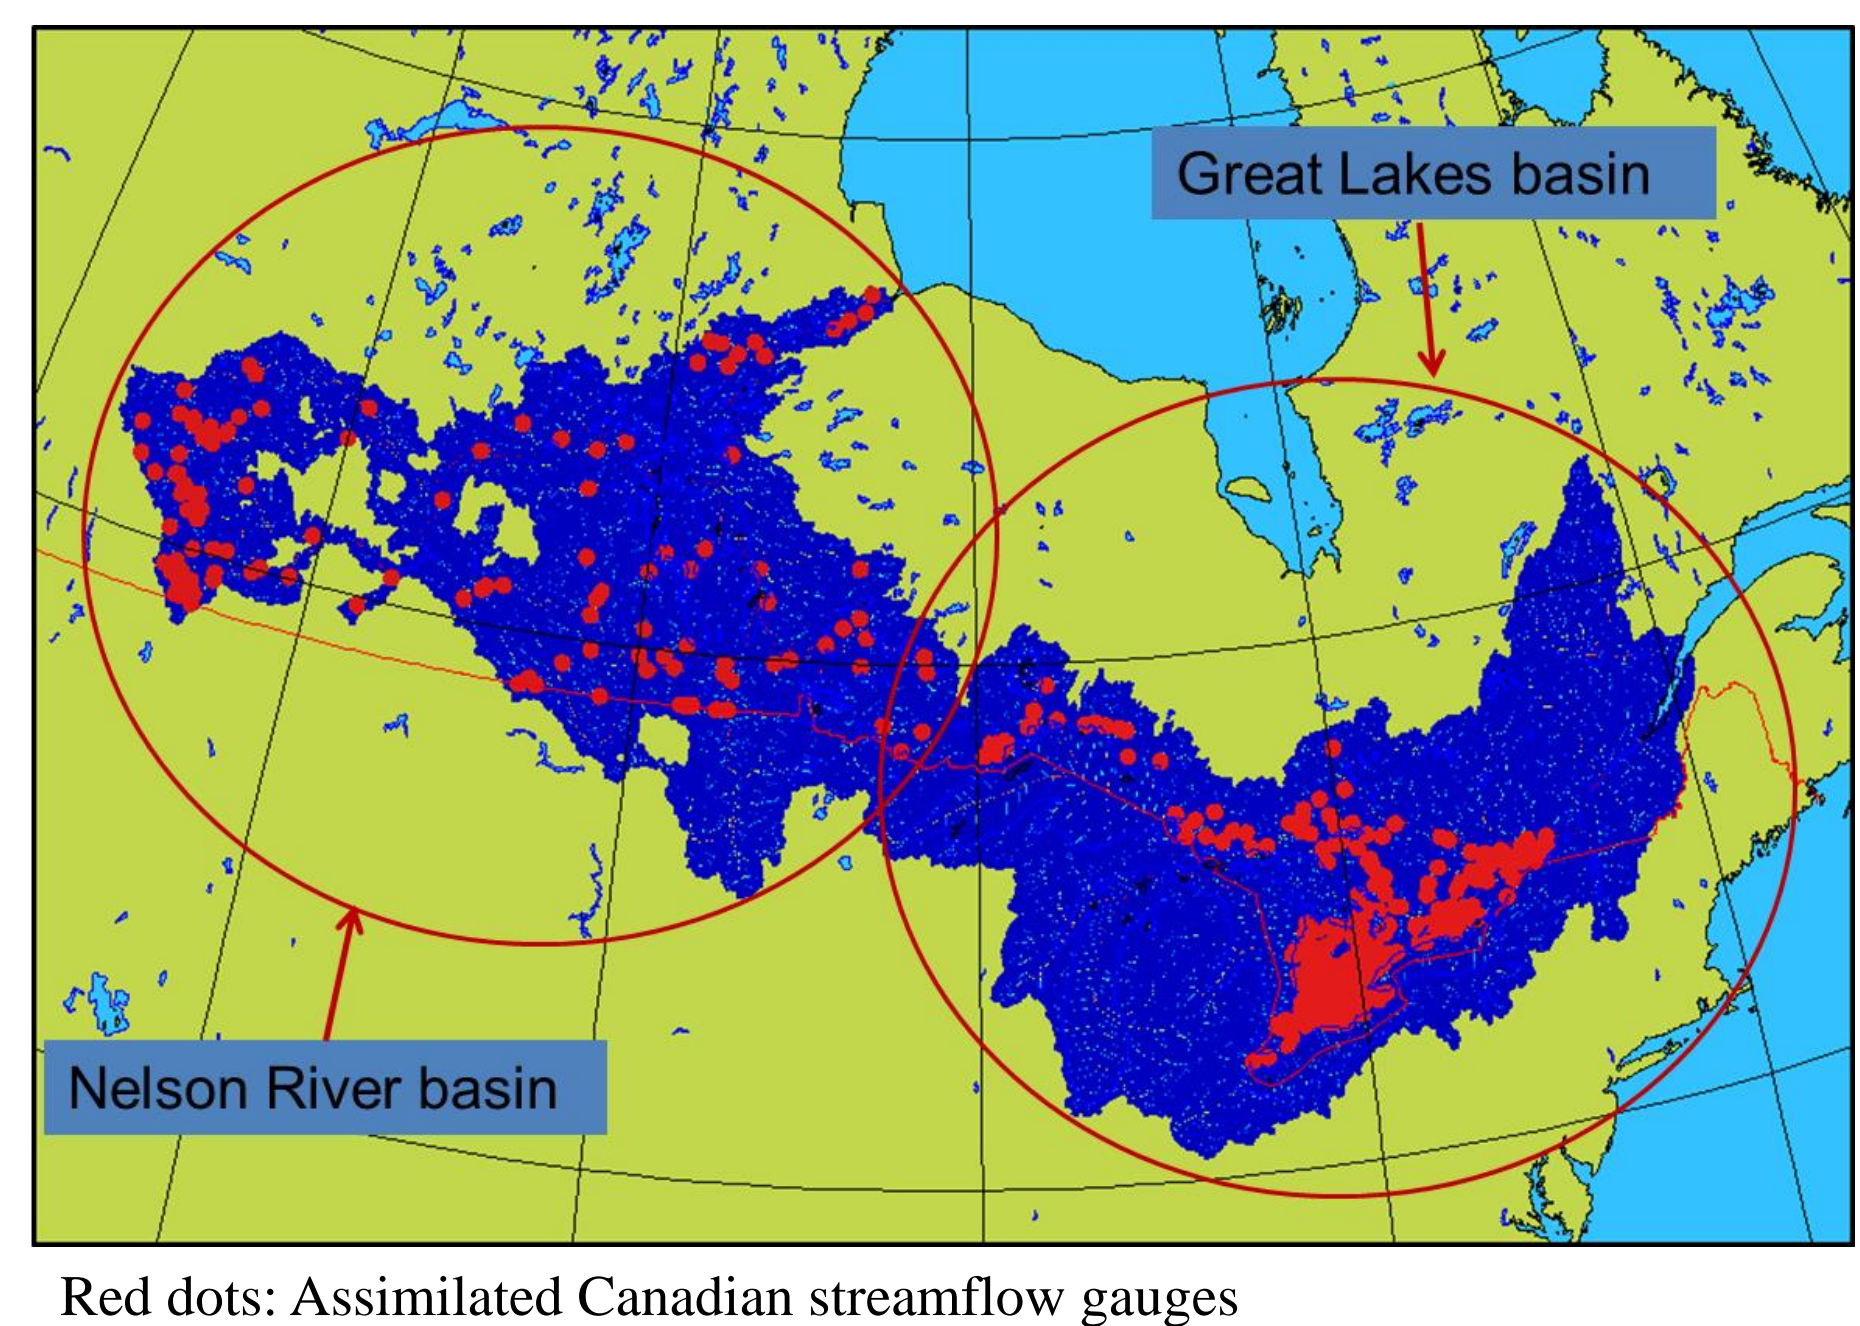 Great Lakes basin
Nelson River basin
Red dots: Assimilated Canadian streamflow gauges